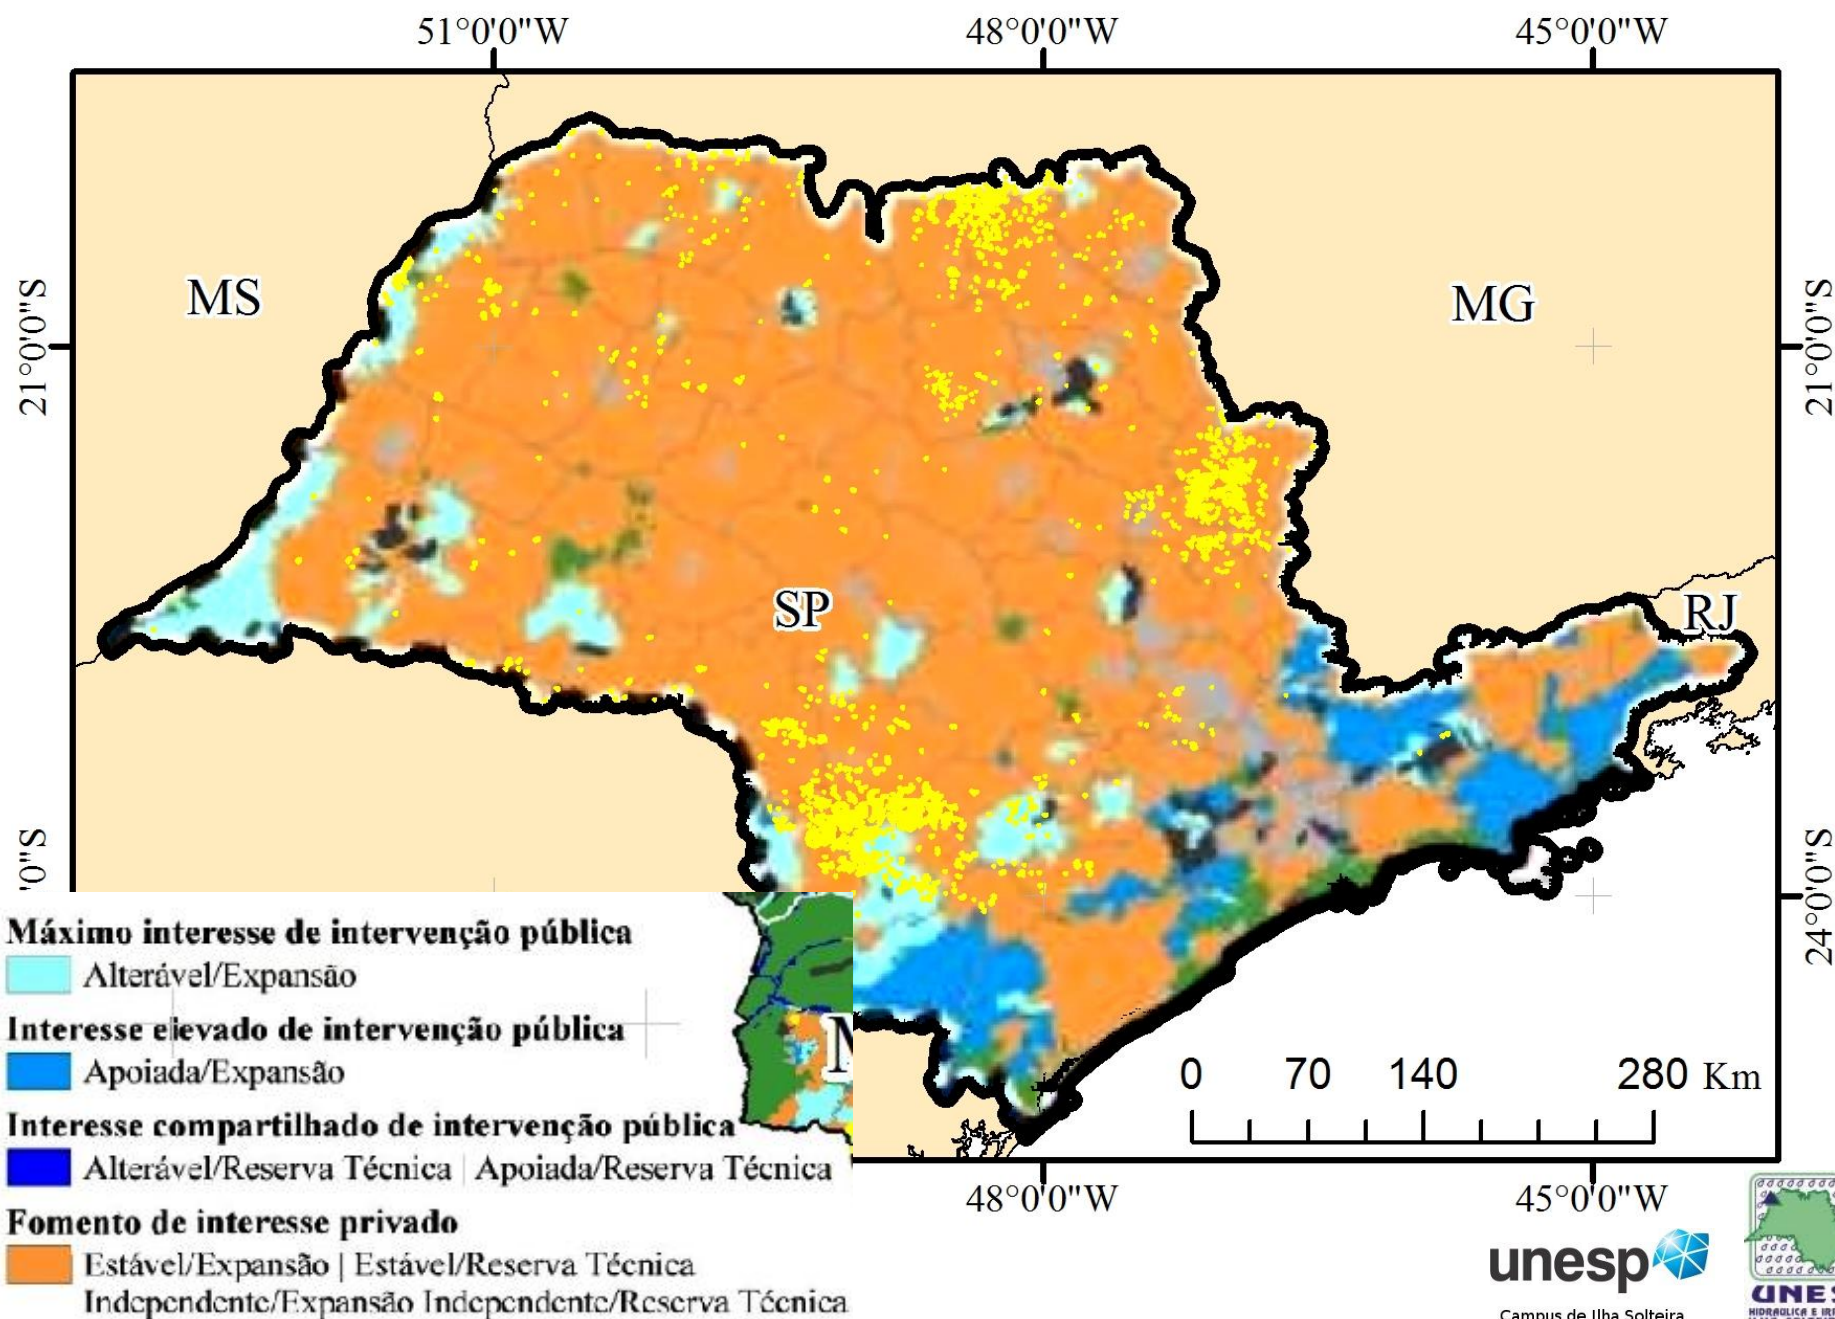 51°0'0"W 48°0'0"W 45°0'0"W
21°0'0"S
MS
MG
21°0'0"S
SP
RJ
0"S
24°0'0"S
Máximo interesse de intervenção pública
Alterável/Expansão
Interesse elevado de intervenção pública
Apoiada/Expansão
Interesse compartilhado de intervenção pública
Alterável/Reserva Técnica | Apoiada/Reserva Técnica
Fomento de interesse privado
Estável/Expansão | Estável/Reserva Técnica
Independente/Expansão Independente/Reserva Técnica
0 70 140 280 Km
48°0'0"W 45°0'0"W
unesp
Campus de Ilha Solteira
UNES